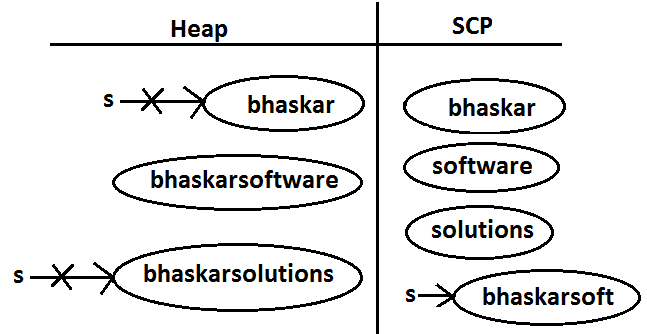 Heap SCP
s bhaskar bhaskar
bhaskarsoftware software
solutions
s bhaskarsolutions
s bhaskarsoft